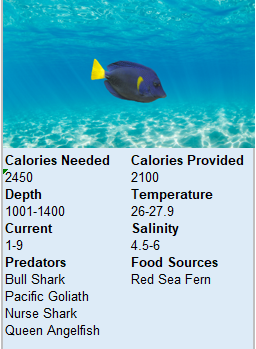 Calories Needed Calories Provided
2450 2100
Depth Temperature
1001-1400 26-27.9
Current Salinity
1-9 4.5-6
Predators Food Sources
Bull Shark Red Sea Fern
Pacific Goliath
Nurse Shark
Queen Angelfish